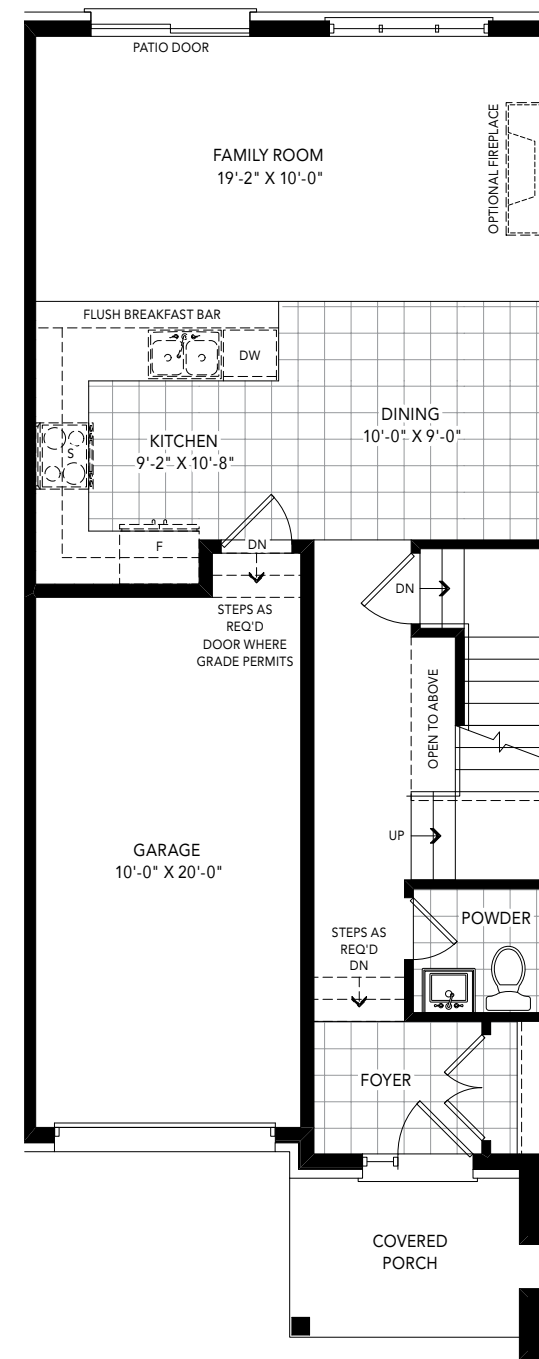 PATIO DOOR
FAMILY ROOM
19'-2" X 10'-0"
OPTIONAL FIREPLACE
FLUSH BREAKFAST BAR
DW
DINING
10'-0" X 9'-0"
KITCHEN
9'-2" X 10'-8"
S
F
DN
DN
STEPS AS
REQ'D
DOOR WHERE
GRADE PERMITS
OPEN TO ABOVE
UP
GARAGE
10'-0" X 20'-0"
POWDER
STEPS AS
REQ'D
DN
FOYER
COVERED
PORCH